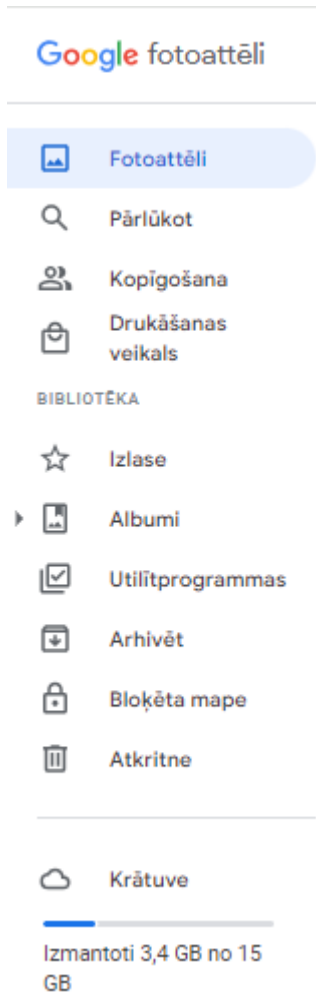 Google fotoattēli
Fotoattēli
Pārlūkot
Kopīgošana
Drukāšanas
veikals
BIBLIOTĒKA
Izlase
Albumi
Utilītprogrammas
Arhivēt
Bloķēta mape
Atkritne
Krātuve
Izmantoti 3,4 GB no 15
GB